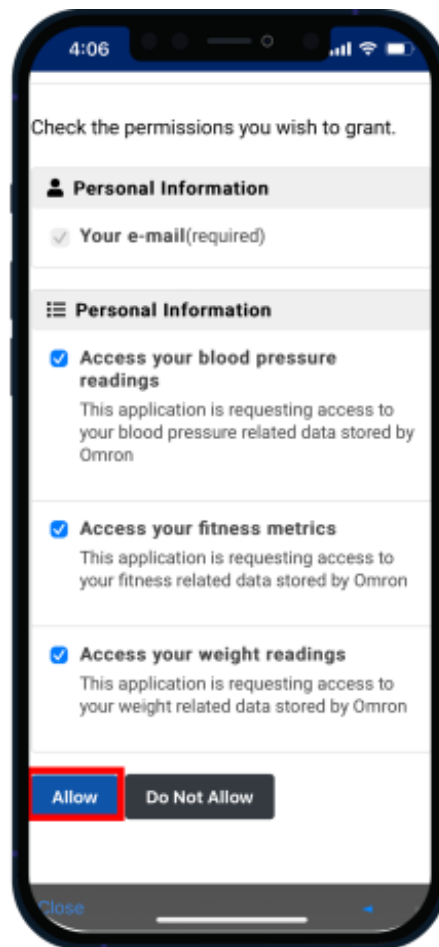 4:06
Check the permissions you wish to grant.
Personal Information
Your e-mail(required)
Personal Information
Access your blood pressure
readings
This application is requesting access to
your blood pressure related data stored by
Omron
Access your fitness metrics
This application is requesting access to
your fitness related data stored by Omron
Access your weight readings
This application is requesting access to
your weight related data stored by Omron
Allow Do Not Allow
Close